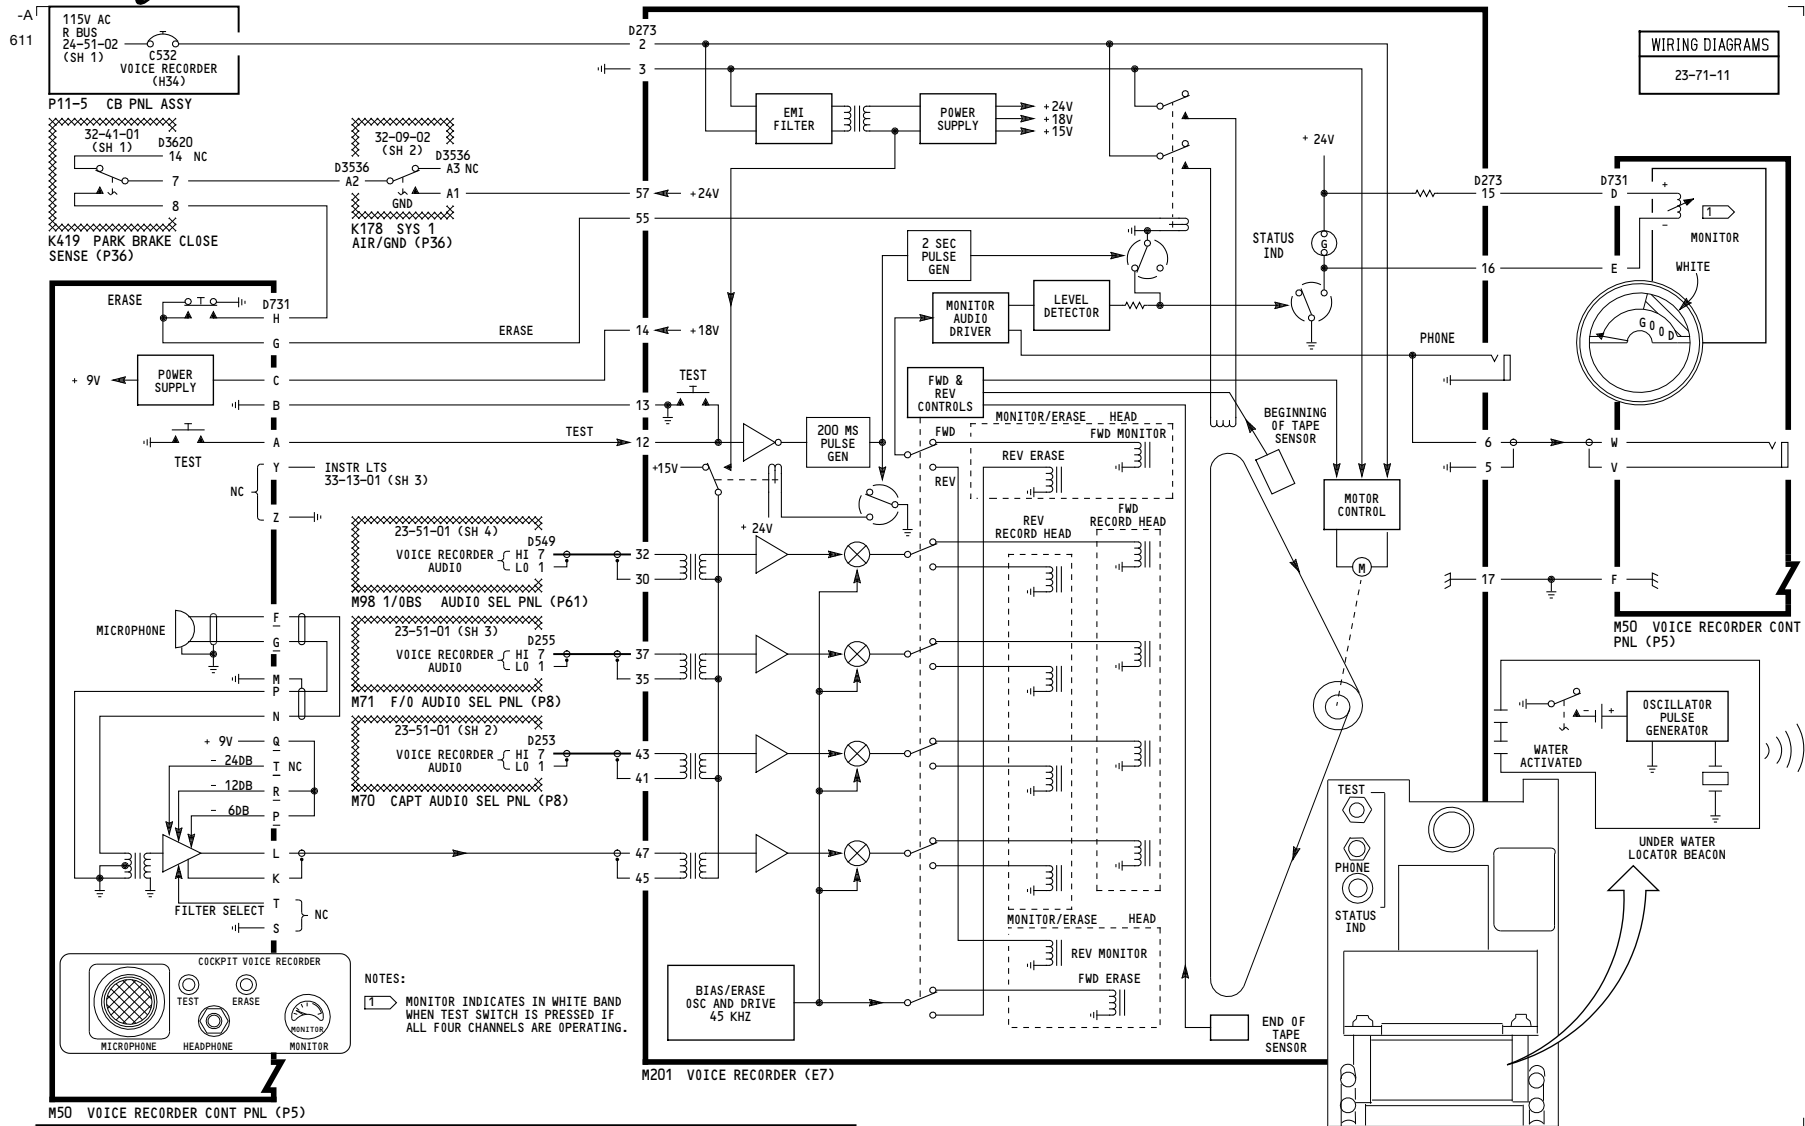 -A
611
115V AC
R BUS
24-51-02
(SH 1)
C532
VOICE RECORDER
(H34)
P11-5 CB PNL ASSY
WIRING DIAGRAMS
23-71-11
32-41-01
(SH 1)
D3620
14 NC
7
8
K419 PARK BRAKE CLOSE
SENSE (P36)
32-09-02
(SH 2)
D3536
A2
D3536
A3 NC
A1
GND
K178 SYS 1
AIR/GND (P36)
D273
2
3
57
+24V
55
EMI
FILTER
POWER
SUPPLY
+24V
+18V
+15V
2 SEC
PULSE
GEN
MONITOR
AUDIO
DRIVER
LEVEL
DETECTOR
STATUS
IND
+ 24V
G
D273
15
16
D731
D
E
+
-
1
MONITOR
WHITE
GOOD
PHONE
ERASE
D731
H
G
ERASE
14
+18V
+ 9V
POWER
SUPPLY
C
B
13
TEST
A
TEST
TEST
12
NC
Y
INSTR LTS
33-13-01 (SH 3)
Z
+15V
+ 24V
200 MS
PULSE
GEN
FWD &
REV
CONTROLS
FWD
REV
MONITOR/ERASE HEAD
FWD MONITOR
REV ERASE
BEGINNING
OF TAPE
SENSOR
REV
RECORD HEAD
FWD
RECORD HEAD
MOTOR
CONTROL
M
6
5
W
V
17
F
M50 VOICE RECORDER CONT
PNL (P5)
23-51-01 (SH 4)
D549
VOICE RECORDER
AUDIO
HI 7
LO 1
32
30
M98 1/OBS AUDIO SEL PNL (P61)
23-51-01 (SH 3)
D255
VOICE RECORDER
AUDIO
HI 7
LO 1
37
35
M71 F/O AUDIO SEL PNL (P8)
23-51-01 (SH 2)
D253
VOICE RECORDER
AUDIO
HI 7
LO 1
43
41
M70 CAPT AUDIO SEL PNL (P8)
MICROPHONE
F
G
M
P
N
+ 9V
Q
- 24DB
T NC
- 12DB
R
- 6DB
P
L
K
47
45
FILTER SELECT
T
S
NC
OSCILLATOR
PULSE
GENERATOR
- +
WATER
ACTIVATED
UNDER WATER
LOCATOR BEACON
TEST
PHONE
STATUS
IND
MONITOR/ERASE HEAD
REV MONITOR
FWD ERASE
BIAS/ERASE
OSC AND DRIVE
45 KHZ
END OF
TAPE
SENSOR
M201 VOICE RECORDER (E7)
COCKPIT VOICE RECORDER
TEST
ERASE
MONITOR
MICROPHONE
HEADPHONE
MONITOR
NOTES:
1 MONITOR INDICATES IN WHITE BAND
WHEN TEST SWITCH IS PRESSED IF
ALL FOUR CHANNELS ARE OPERATING.
M50 VOICE RECORDER CONT PNL (P5)